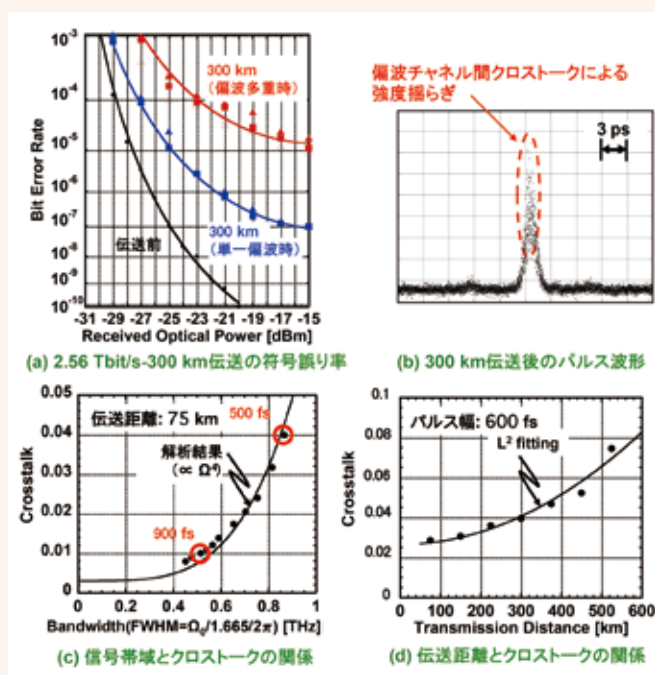 10-3
10-4
10-5
10-6
10-7
10-8
10-9
10-10
Bit Error Rate
300 km
(偏波多重時)
300 km
(単一偏波時)
伝送前
-31 -29 -27 -25 -23 -21 -19 -17 -15
Received Optical Power [dBm]
(a) 2.56 Tbit/s-300 km伝送の符号誤り率
偏波チャネル間クロストークによる
強度揺らぎ
3 ps
(b) 300 km伝送後のパルス波形
0.05
0.04
0.03
0.02
0.01
0
Crosstalk
伝送距離: 75 km
500 fs
解析結果
(∝ Ω4)
900 fs
0 0.2 0.4 0.6 0.8 1
Bandwidth(FWHM=Ω0/1.665/2π) [THz]
(c) 信号帯域とクロストークの関係
0.1
0.08
0.06
0.04
0.02
0
Crosstalk
パルス幅: 600 fs
L2 fitting
0 100 200 300 400 500 600
Transmission Distance [km]
(d) 伝送距離とクロストークの関係